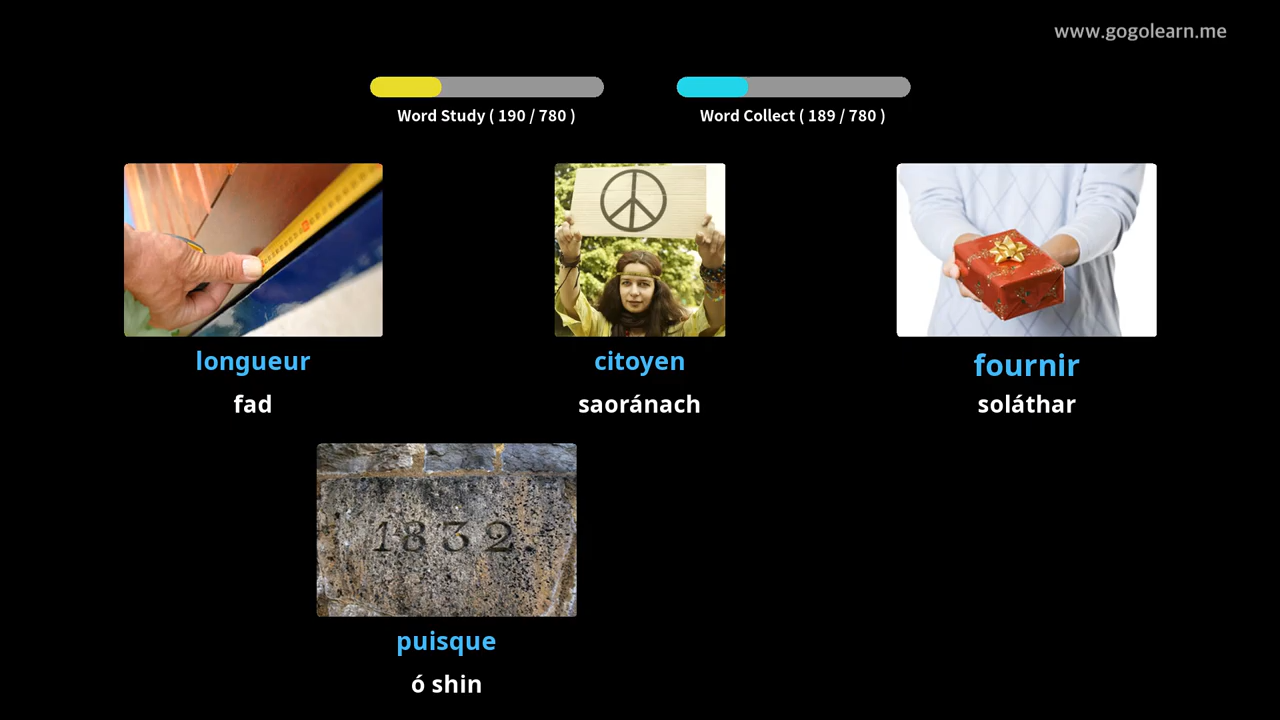 www.gogolearn.me
Word Study ( 190 / 780 )
Word Collect ( 189 / 780 )
longueur
fad
citoyen
saoránach
fournir
soláthar
1832.
puisque
ó shin